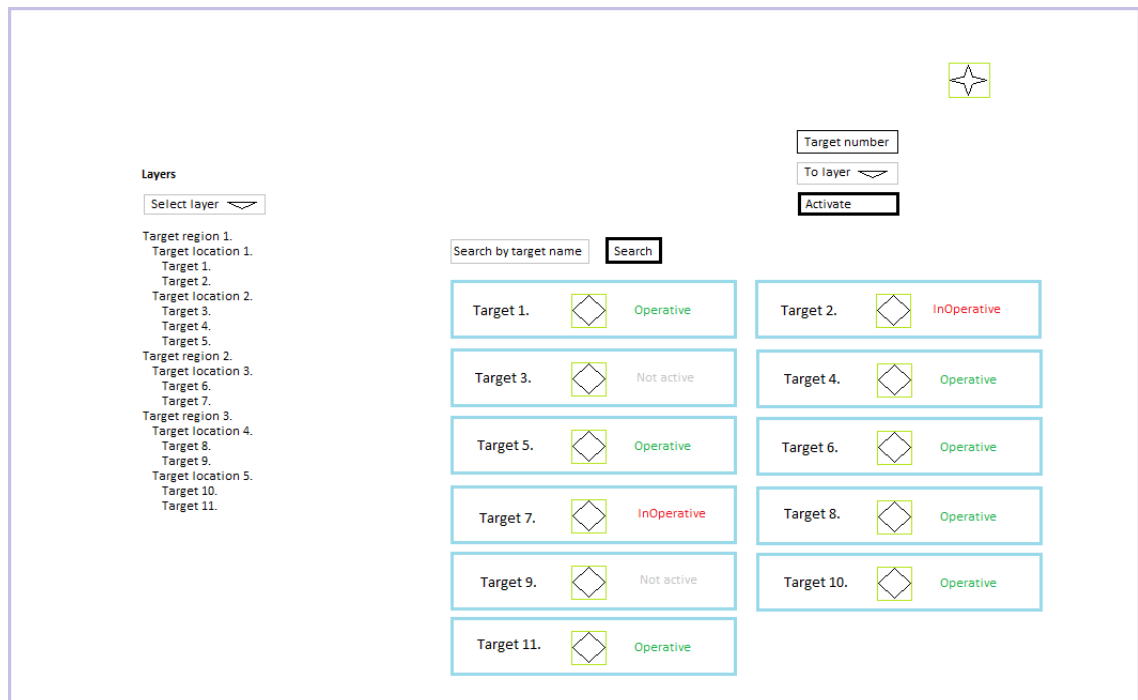 Target number
To layer
Activate
Layers
Select layer
Target region 1.
Target location 1.
Target 1.
Target 2.
Target location 2.
Target 3.
Target 4.
Target 5.
Target region 2.
Target location 3.
Target 6.
Target 7.
Target region 3.
Target location 4.
Target 8.
Target 9.
Target location 5.
Target 10.
Target 11.
Search by target name Search
Target 1. Operative
Target 2. InOperative
Target 3. Not active
Target 4. Operative
Target 5. Operative
Target 6. Operative
Target 7. InOperative
Target 8. Operative
Target 9. Not active
Target 10. Operative
Target 11. Operative